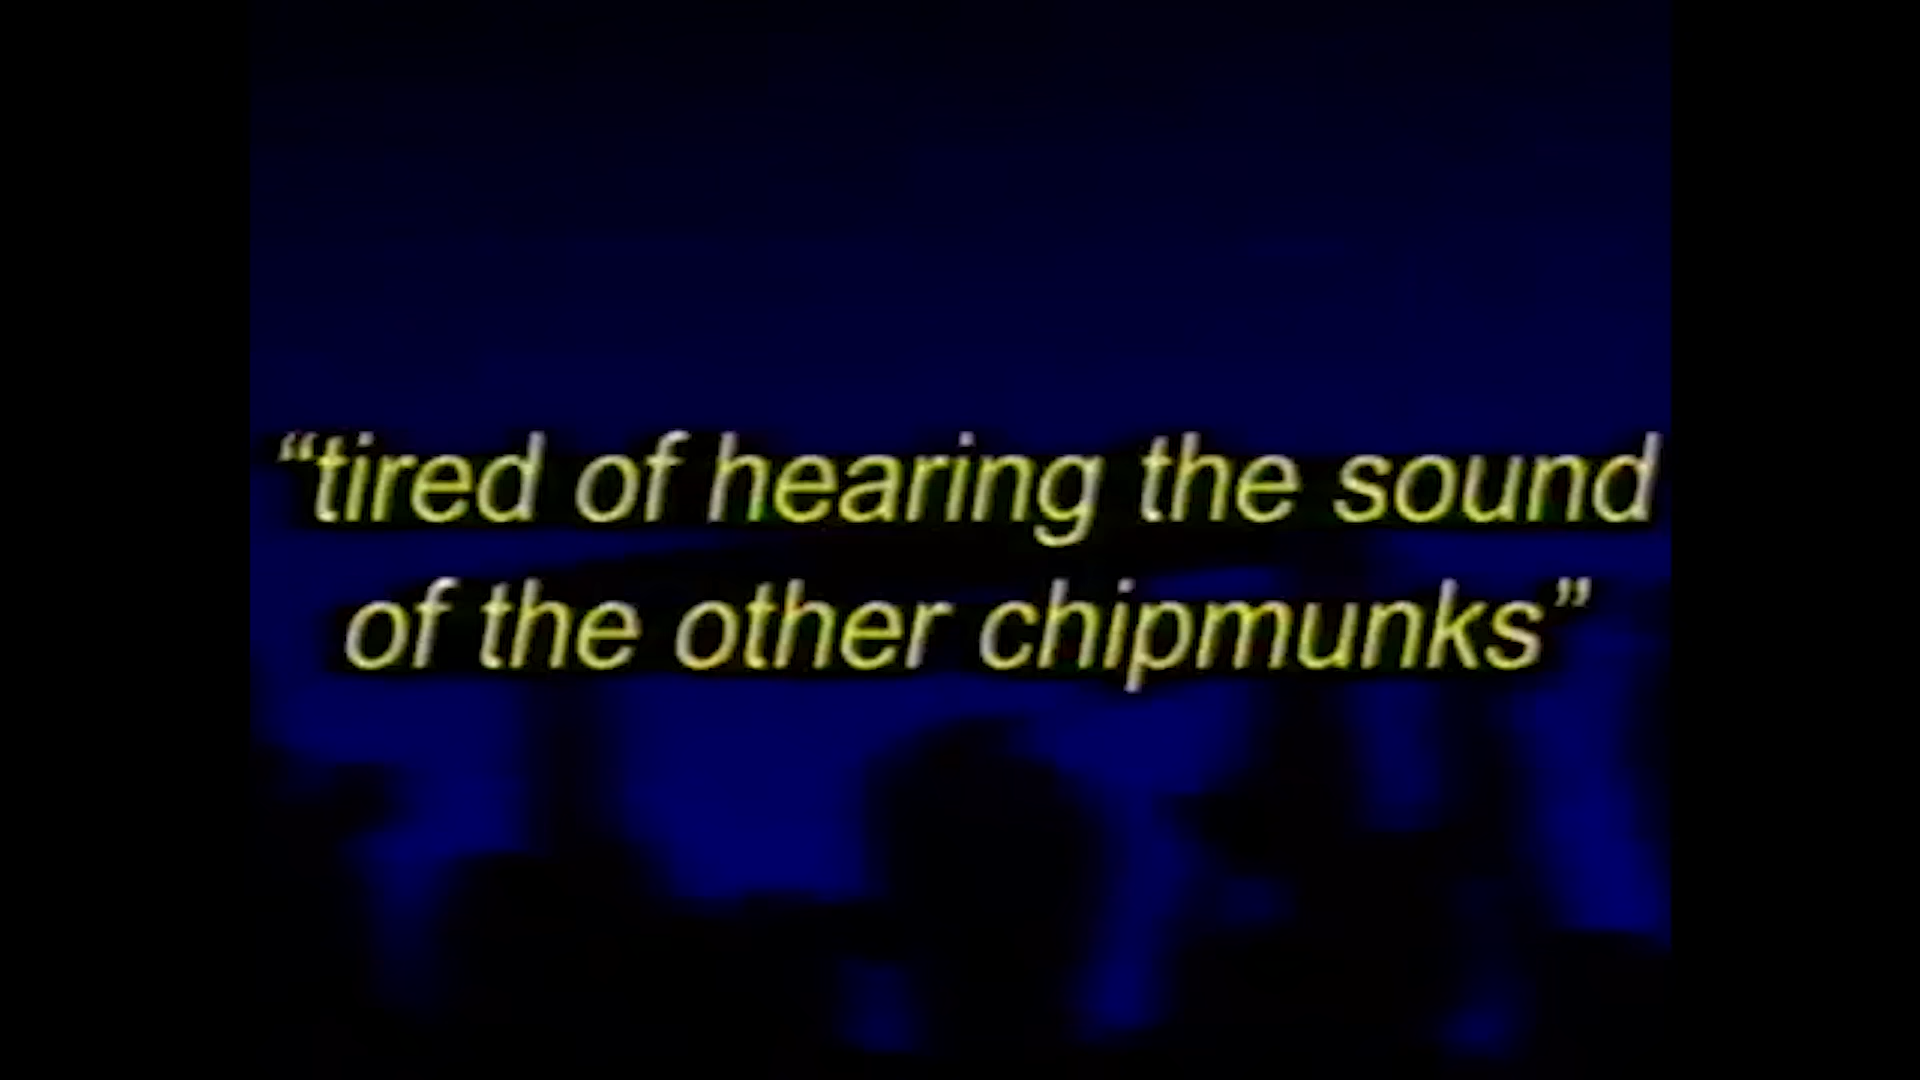 “tired of hearing the sound
of the other chipmunks”